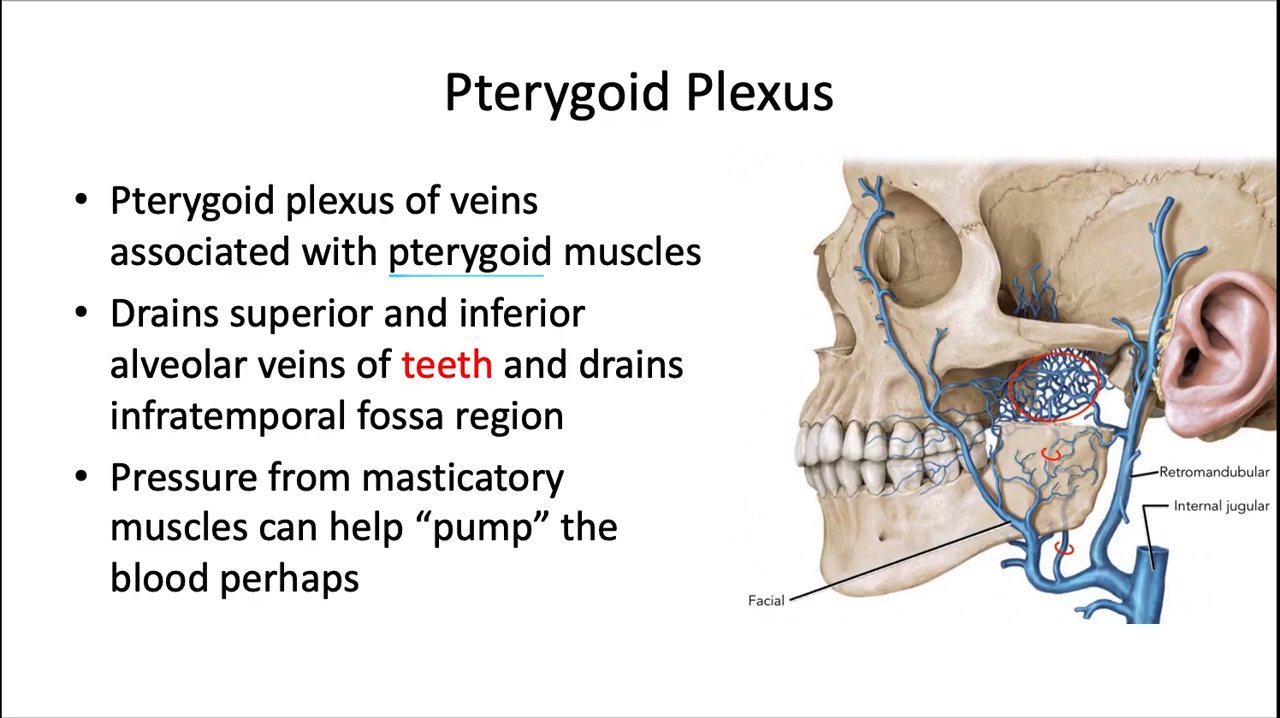 Pterygoid Plexus
• Pterygoid plexus of veins
associated with pterygoid muscles
• Drains superior and inferior
alveolar veins of teeth and drains
infratemporal fossa region
• Pressure from masticatory
muscles can help “pump” the
blood perhaps
Retromandubular
Internal jugular
Facial